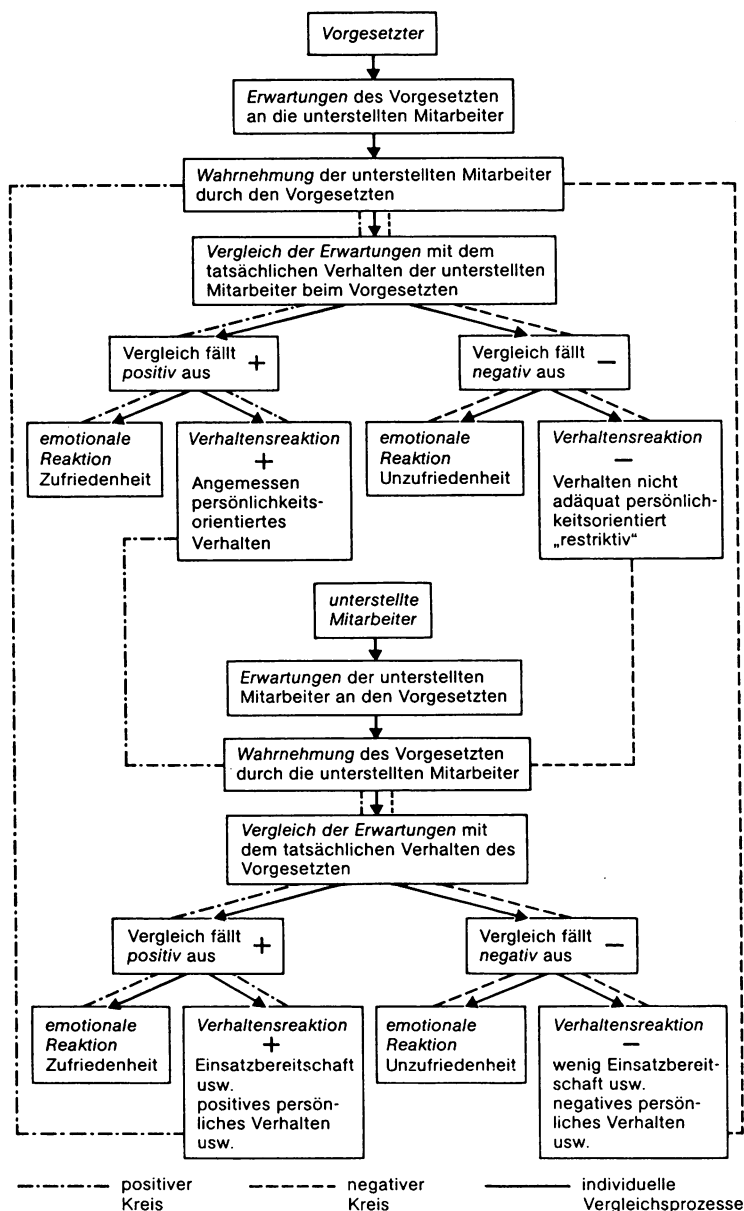 Vorgesetzter
Erwartungen des Vorgesetzten
an die unterstellten Mitarbeiter
Wahrnehmung der unterstellten Mitarbeiter
durch den Vorgesetzten
Vergleich der Erwartungen mit dem
tatsächlichen Verhalten der unterstellten
Mitarbeiter beim Vorgesetzten
Vergleich fällt
positiv aus +
Vergleich fällt
negativ aus −
emotionale
Reaktion
Zufriedenheit
Verhaltensreaktion
+
Angemessen
persönlichkeits-
orientiertes
Verhalten
emotionale
Reaktion
Unzufriedenheit
Verhaltensreaktion
−
Verhalten nicht
adäquat persönlich-
keitsorientiert
„restriktiv“
unterstellte
Mitarbeiter
Erwartungen der unterstellten
Mitarbeiter an den Vorgesetzten
Wahrnehmung des Vorgesetzten
durch die unterstellten Mitarbeiter
Vergleich der Erwartungen mit
dem tatsächlichen Verhalten des
Vorgesetzten
Vergleich fällt
positiv aus +
Vergleich fällt
negativ aus −
emotionale
Reaktion
Zufriedenheit
Verhaltensreaktion
+
Einsatzbereitschaft
usw.
positives persön-
liches Verhalten
usw.
emotionale
Reaktion
Unzufriedenheit
Verhaltensreaktion
−
wenig Einsatzbereit-
schaft usw.
negatives persön-
liches Verhalten
usw.
positiver
Kreis
negativer
Kreis
individuelle
Vergleichsprozesse